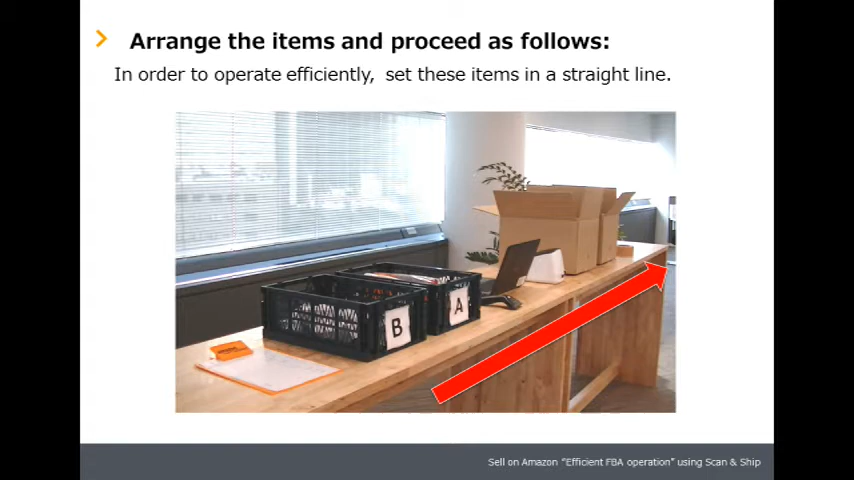 Arrange the items and proceed as follows:
In order to operate efficiently, set these items in a straight line.
B
A
Sell on Amazon “Efficient FBA operation” using Scan & Ship